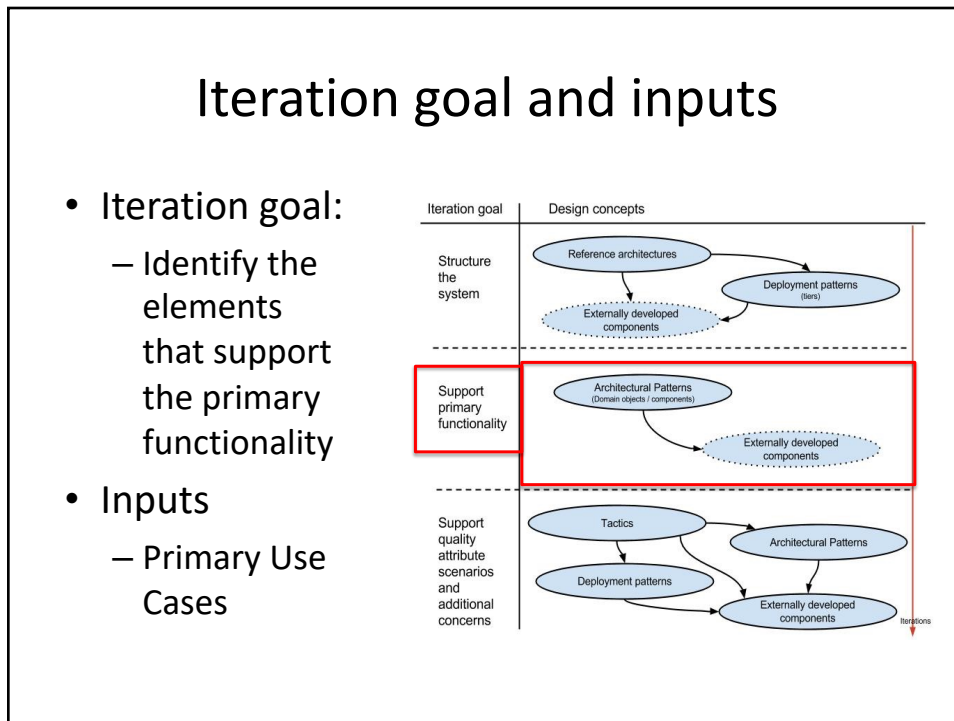 Iteration goal and inputs
• Iteration goal:
– Identify the
elements
that support
the primary
functionality
• Inputs
– Primary Use
Cases
Iteration goal
Design concepts
Structure
the
system
Reference architectures
Deployment patterns
(tiers)
Externally developed
components
Support
primary
functionality
Architectural Patterns
(Domain objects / components)
Externally developed
components
Support
quality
attribute
scenarios
and
additional
concerns
Tactics
Architectural Patterns
Deployment patterns
Externally developed
components
Iterations